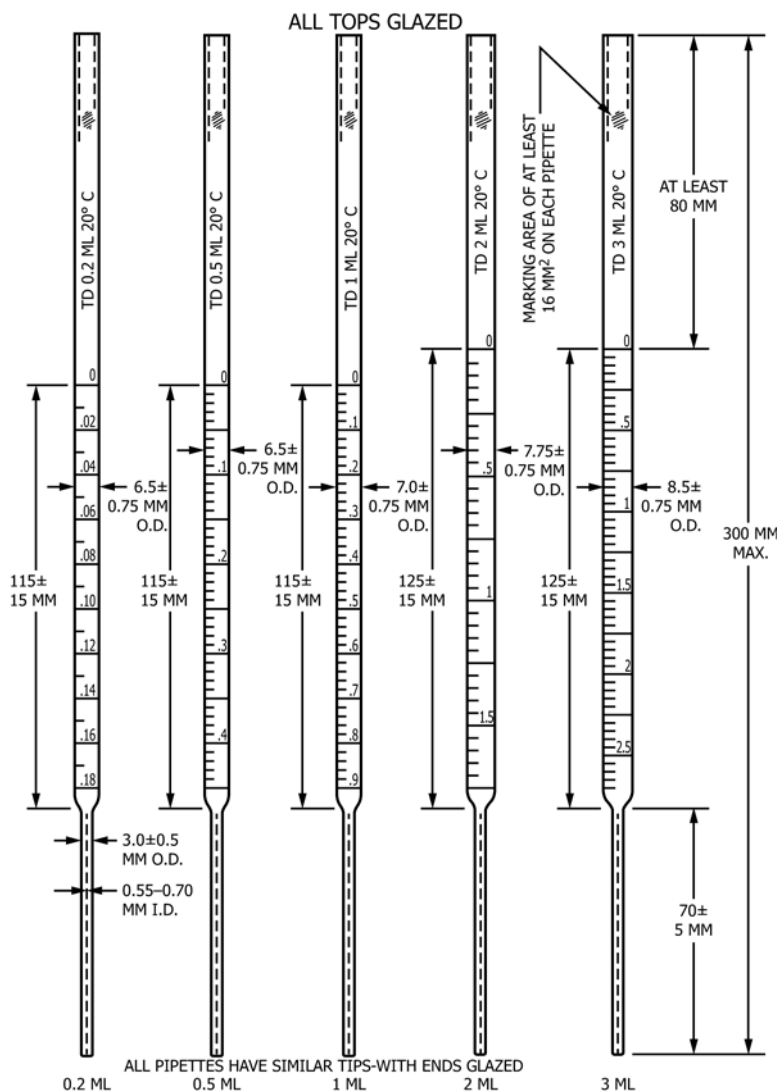 ALL TOPS GLAZED
TD 0.2 ML 20° C
TD 0.5 ML 20° C
TD 1 ML 20° C
TD 2 ML 20° C
MARKING AREA OF AT LEAST
16 MM² ON EACH PIPETTE
TD 3 ML 20° C
AT LEAST
80 MM
300 MM
MAX.
0
.02
.04
.06
.08
.10
.12
.14
.16
.18
115±
15 MM
6.5±
0.75 MM
O.D.
0
.1
.2
.3
.4
115±
15 MM
6.5±
0.75 MM
O.D.
0
.1
.2
.3
.4
.5
.6
.7
.8
.9
115±
15 MM
7.0±
0.75 MM
O.D.
0
.5
1
1.5
125±
15 MM
7.75±
0.75 MM
O.D.
0
.5
1
1.5
2
2.5
125±
15 MM
8.5±
0.75 MM
O.D.
3.0±0.5
MM O.D.
0.55–0.70
MM I.D.
70±
5 MM
ALL PIPETTES HAVE SIMILAR TIPS-WITH ENDS GLAZED
0.2 ML
0.5 ML
1 ML
2 ML
3 ML